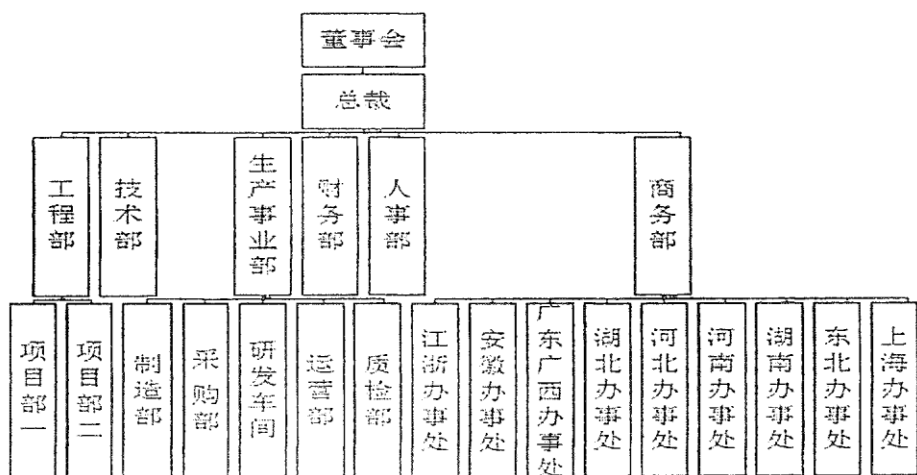 董事会
总裁
工程部
技术部
生产事业部
财务部
人事部
商务部
项目部一
项目部二
制造部
采购部
研发车间
运营部
质检部
江浙办事处
安徽办事处
广东广西办事处
湖北办事处
河北办事处
河南办事处
湖南办事处
东北办事处
上海办事处